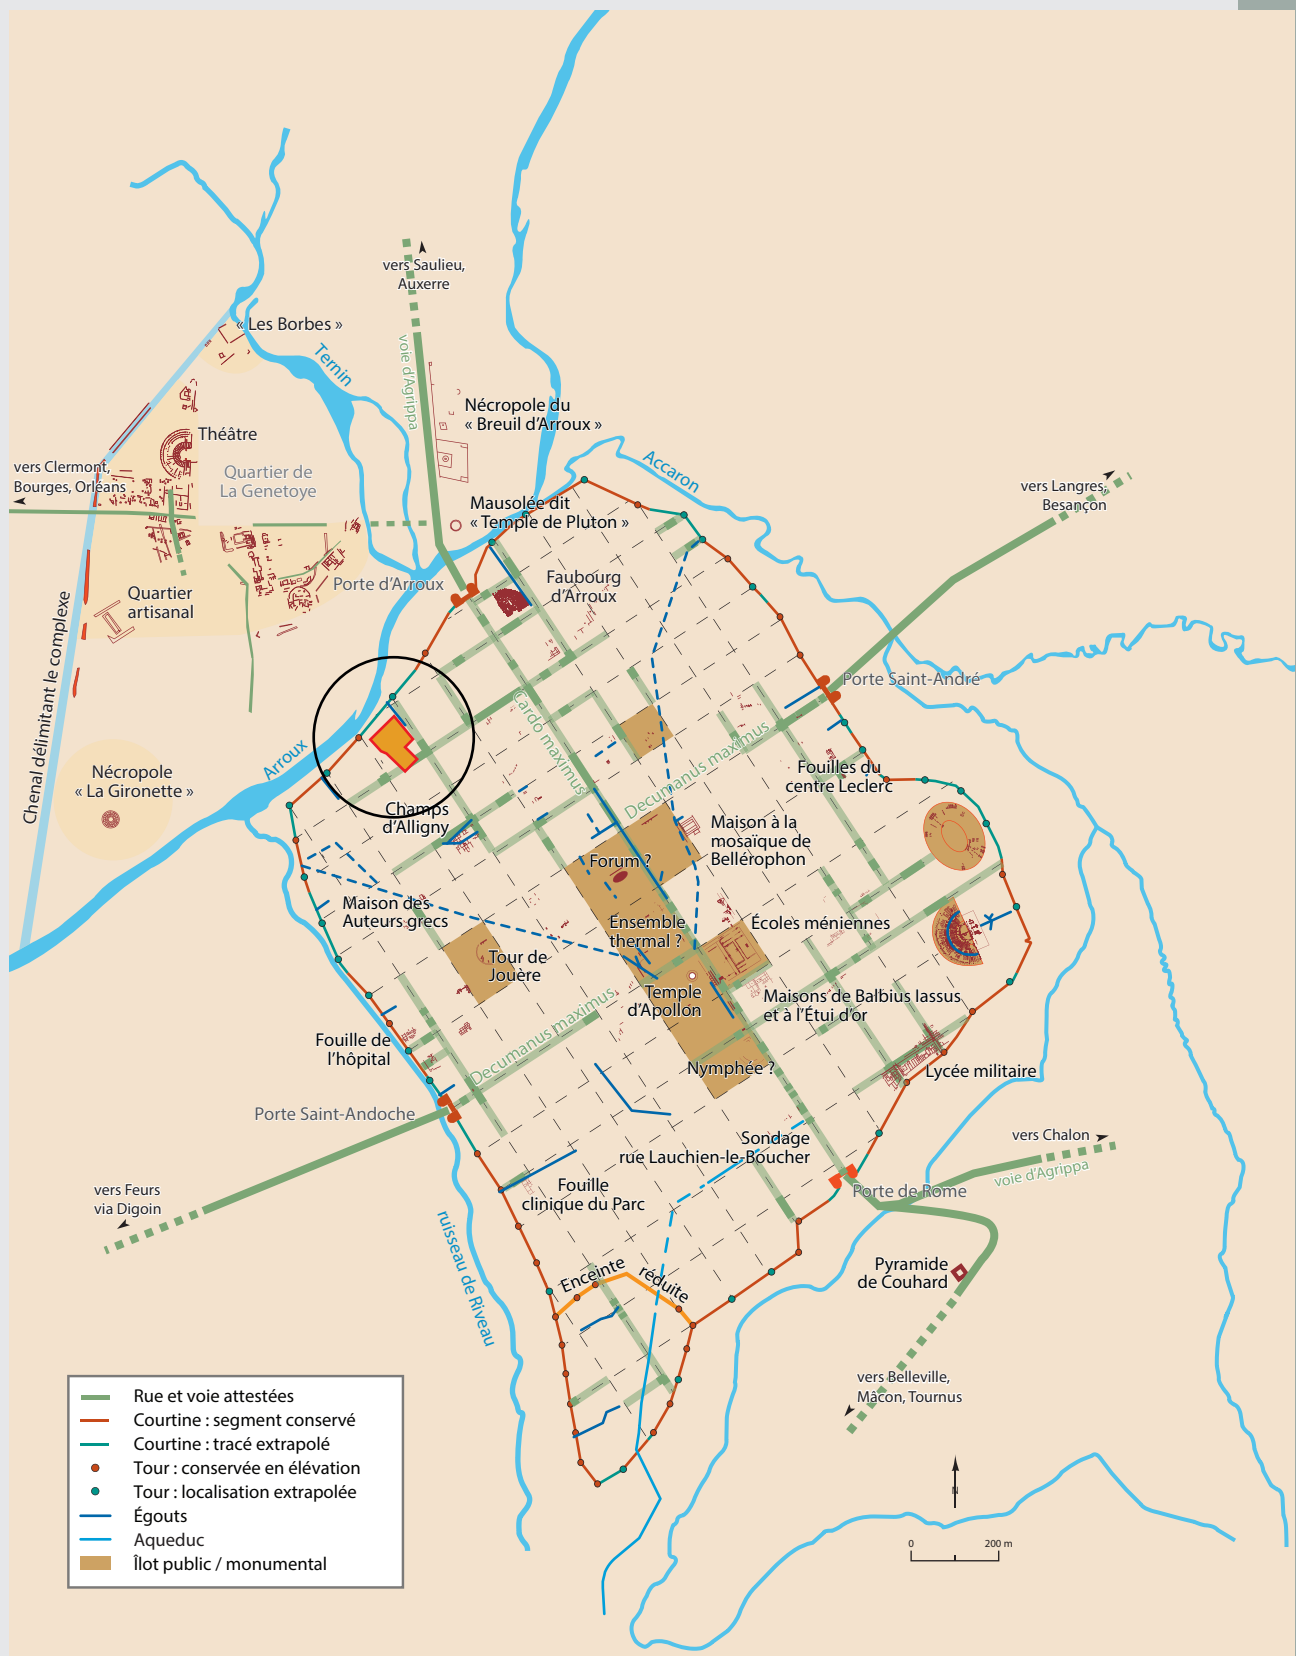 vers Saulieu,
Auxerre
voie d'Agrippa
« Les Borbes »
Ternin
Nécropole du
« Breuil d'Arroux »
Théâtre
Quartier de
La Genetoye
vers Clermont,
Bourges, Orléans
Accaron
vers Langres,
Besançon
Mausolée dit
« Temple de Pluton »
Porte d'Arroux
Faubourg
d'Arroux
Quartier
artisanal
Chenal délimitant le complexe
Porte Saint-André
Cardo maximus
Arroux
Nécropole
« La Gironette »
Decumanus maximus
Fouilles du
centre Leclerc
Champs
d'Alligny
Maison à la
mosaïque de
Bellérophon
Forum ?
Maison des
Auteurs grecs
Ensemble
thermal ?
Écoles méniennes
Tour de
Jouère
Temple
d'Apollon
Maisons de Balbius Iassus
et à l'Étui d'or
Decumanus maximus
Fouille de
l'hôpital
Nymphée ?
Lycée militaire
Porte Saint-Andoche
Sondage
rue Lauchien-le-Boucher
vers Chalon
voie d'Agrippa
Fouille
clinique du Parc
Porte de Rome
vers Feurs
via Digoin
ruisseau de Riveau
Enceinte réduite
Pyramide
de Couhard
vers Belleville,
Mâcon, Tournus
Rue et voie attestées
Courtine : segment conservé
Courtine : tracé extrapolé
Tour : conservée en élévation
Tour : localisation extrapolée
Égouts
Aqueduc
Îlot public / monumental
N
0 200 m